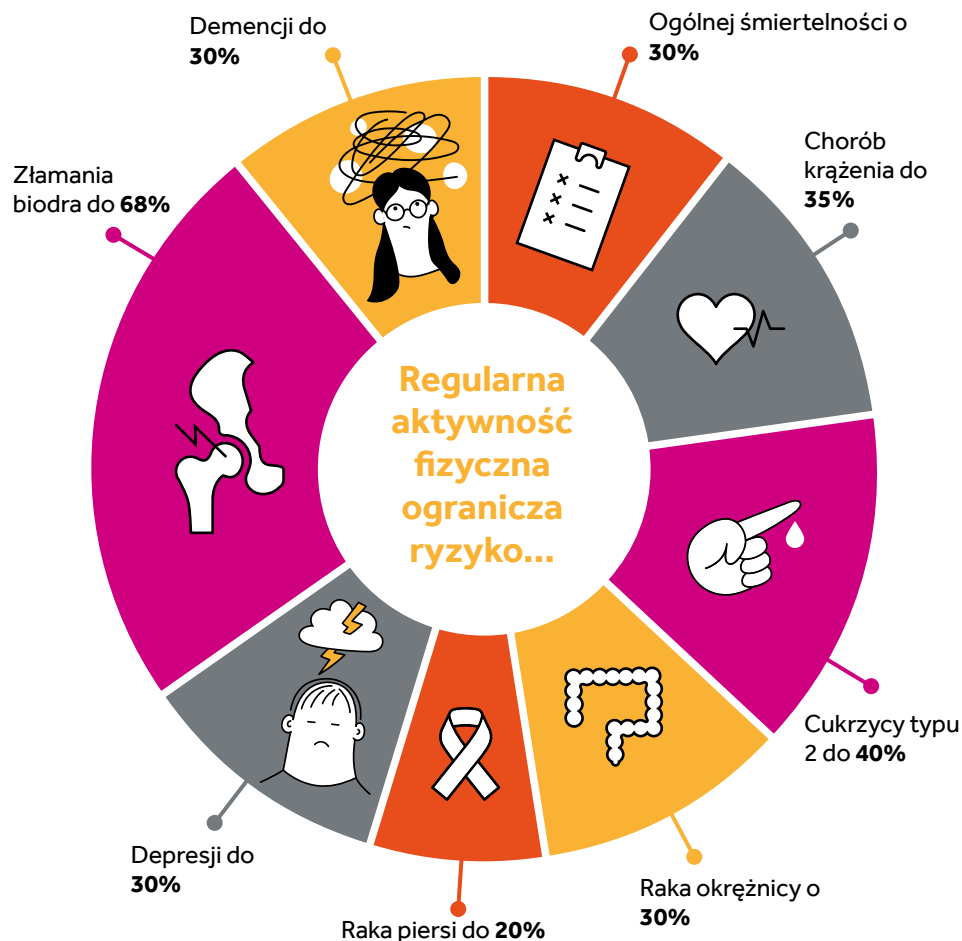 Demencji do
30%
Ogólnej śmiertelności o
30%
Chorób
krążenia do
35%
Złamania
biodra do 68%
Regularna
aktywność
fizyczna
ogranicza
ryzyko...
Cukrzycy typu
2 do 40%
Depresji do
30%
Raka okrężnicy o
30%
Raka piersi do 20%